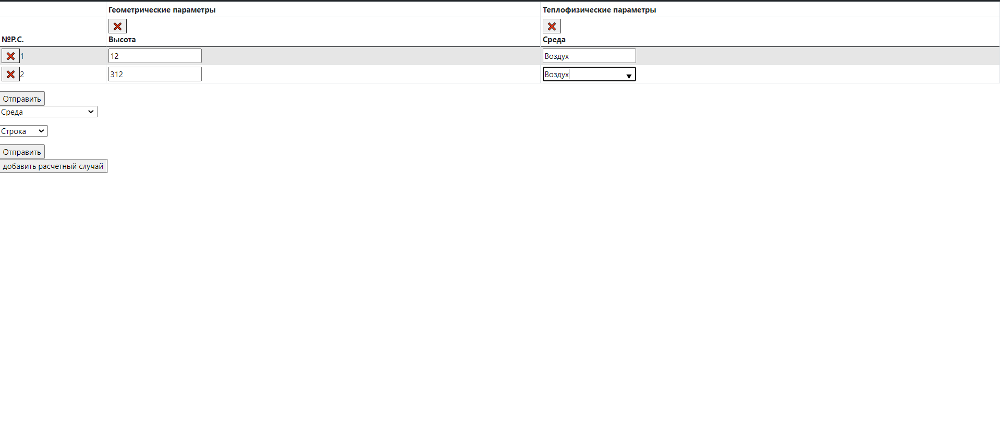 Геометрические параметры Теплофизические параметры
№Р.С. Высота Среда
1 12 Воздух
2 312 Воздух
Отправить
Среда
Строка
Отправить
добавить расчетный случай